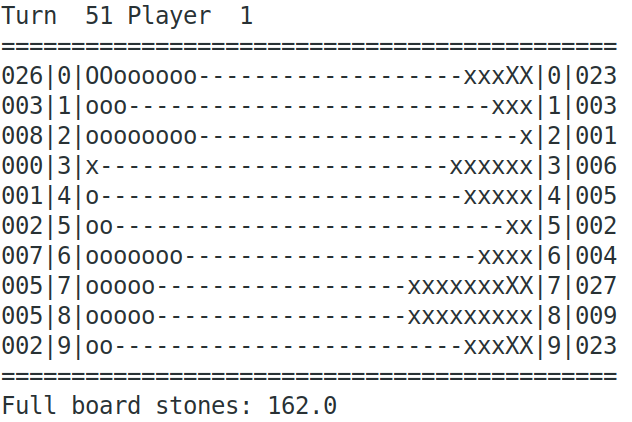 Turn  51 Player  1
============================================
026|0|OOoooooo-------------------xxxXX|0|023
003|1|ooo--------------------------xxx|1|003
008|2|oooooooo-----------------------x|2|001
000|3|x-------------------------xxxxxx|3|006
001|4|o--------------------------xxxxx|4|005
002|5|oo----------------------------xx|5|002
007|6|ooooooo---------------------xxxx|6|004
005|7|ooooo------------------xxxxxxxXX|7|027
005|8|ooooo------------------xxxxxxxxx|8|009
002|9|oo-------------------------xxxXX|9|023
============================================
Full board stones: 162.0